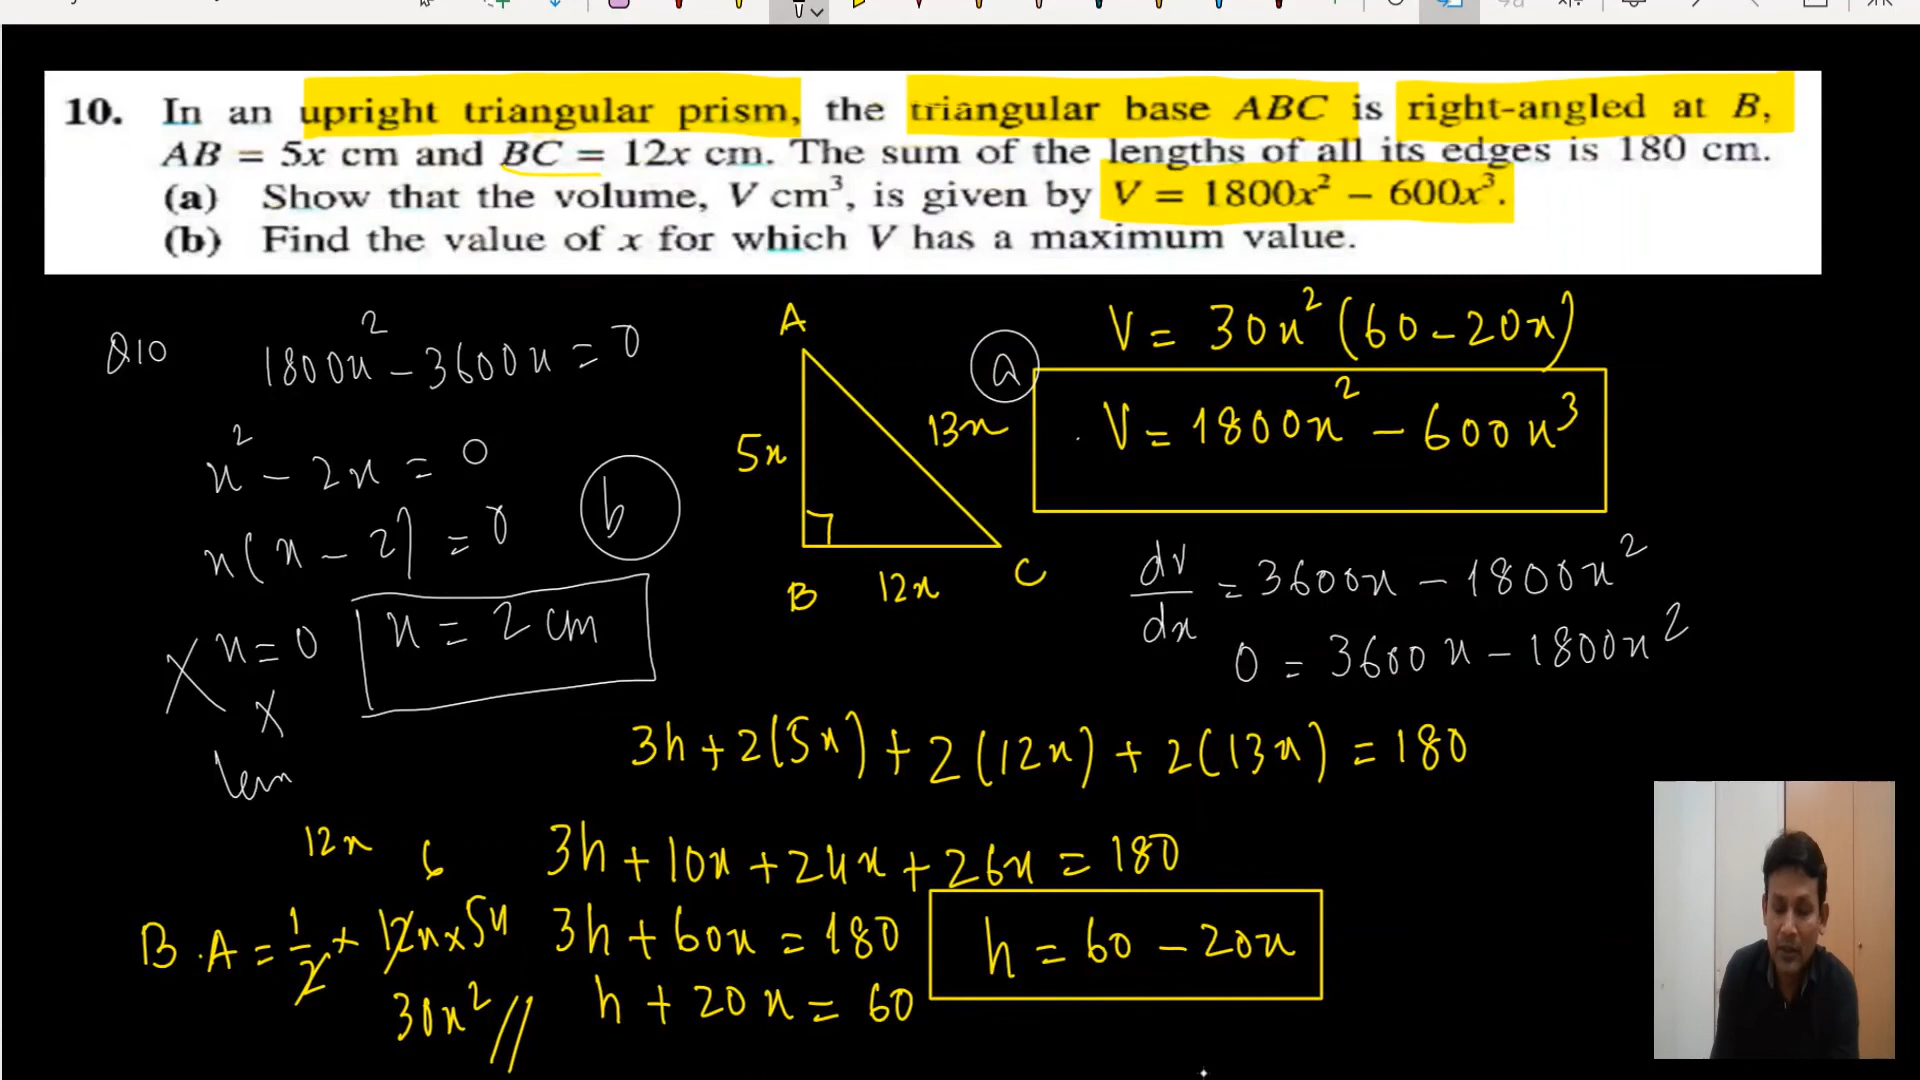 10. In an upright triangular prism, the triangular base ABC is right-angled at B,
AB = 5x cm and BC = 12x cm. The sum of the lengths of all its edges is 180 cm.
(a) Show that the volume, V cm³, is given by V = 1800x² – 600x³.
(b) Find the value of x for which V has a maximum value.
Q10
1800x² - 3600x = 0
x² - 2x = 0
x(x - 2) = 0
b
x = 0
x = 2 cm
A
5x
13x
B
12x
C
a
V = 30x² (60 - 20x)
V = 1800x² - 600x³
dv/dx = 3600x - 1800x²
0 = 3600x - 1800x²
3h + 2(5x) + 2(12x) + 2(13x) = 180
12x
6
3h + 10x + 24x + 26x = 180
B.A = 1/2 × 12x × 5x
30x² //
3h + 60x = 180
h + 20x = 60
h = 60 - 20x